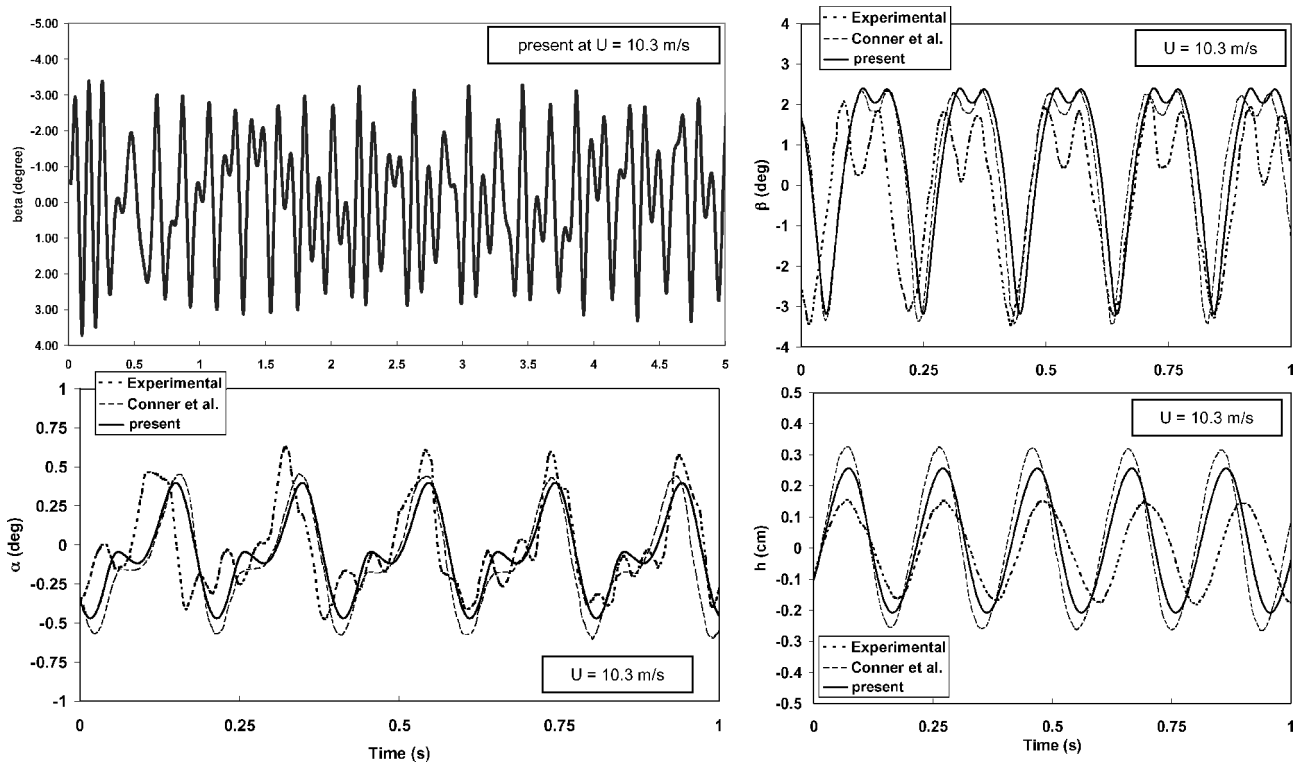 -5.00
-4.00
-3.00
-2.00
-1.00
0.00
1.00
2.00
3.00
4.00
beta (degree)
present at U = 10.3 m/s
0 0.5 1 1.5 2 2.5 3 3.5 4 4.5 5
Experimental
Conner et al.
present
U = 10.3 m/s
4
3
2
1
0
-1
-2
-3
-4
β (deg)
0 0.25 0.5 0.75 1
Experimental
Conner et al.
present
1
0.75
0.5
0.25
0
-0.25
-0.5
-0.75
-1
α (deg)
U = 10.3 m/s
0 0.25 0.5 0.75 1
Time (s)
U = 10.3 m/s
0.5
0.4
0.3
0.2
0.1
0
-0.1
-0.2
-0.3
-0.4
-0.5
h (cm)
Experimental
Conner et al.
present
0 0.25 0.5 0.75 1
Time (s)